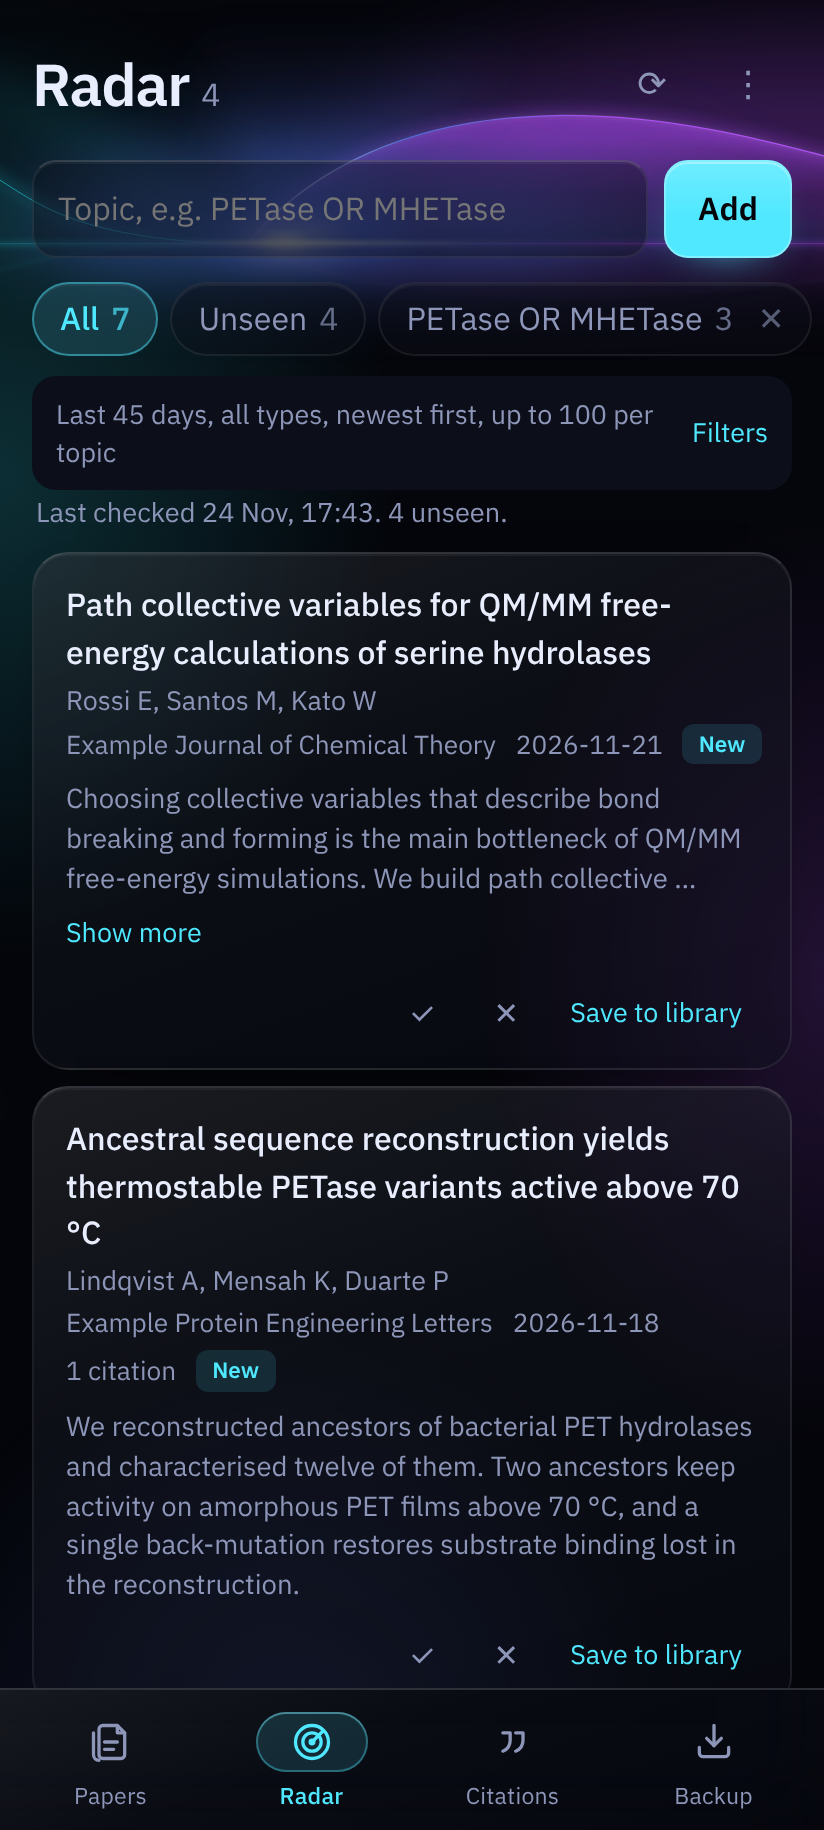 Radar 4
Topic, e.g. PETase OR MHETase
Add
All 7
Unseen 4
PETase OR MHETase 3 ✕
Last 45 days, all types, newest first, up to 100 per
topic
Filters
Last checked 24 Nov, 17:43. 4 unseen.
Path collective variables for QM/MM free-
energy calculations of serine hydrolases
Rossi E, Santos M, Kato W
Example Journal of Chemical Theory 2026-11-21 New
Choosing collective variables that describe bond
breaking and forming is the main bottleneck of QM/MM
free-energy simulations. We build path collective ...
Show more
✓ ✕ Save to library
Ancestral sequence reconstruction yields
thermostable PETase variants active above 70
°C
Lindqvist A, Mensah K, Duarte P
Example Protein Engineering Letters 2026-11-18
1 citation New
We reconstructed ancestors of bacterial PET hydrolases
and characterised twelve of them. Two ancestors keep
activity on amorphous PET films above 70 °C, and a
single back-mutation restores substrate binding lost in
the reconstruction.
✓ ✕ Save to library
Papers
Radar
Citations
Backup